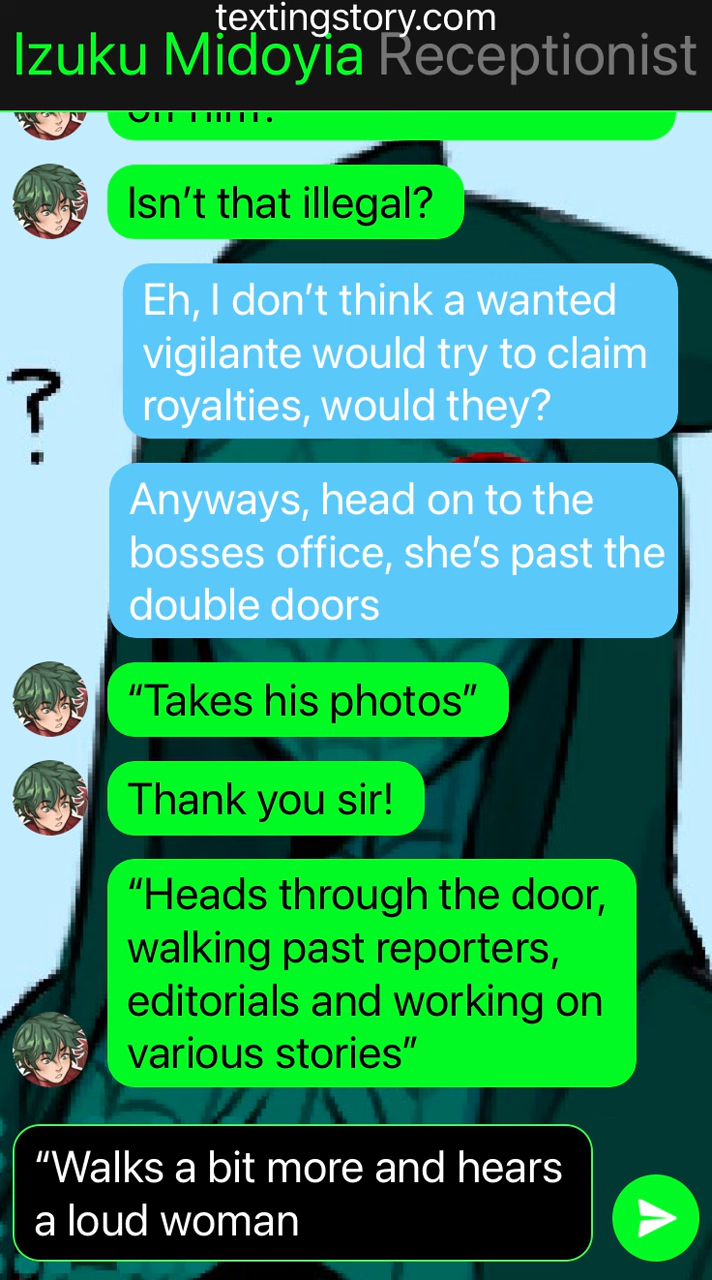 textingstory.com
Izuku Midoyia Receptionist
on him?
Isn’t that illegal?
Eh, I don’t think a wanted
vigilante would try to claim
royalties, would they?
?
Anyways, head on to the
bosses office, she’s past the
double doors
“Takes his photos”
Thank you sir!
“Heads through the door,
walking past reporters,
editorials and working on
various stories”
“Walks a bit more and hears
a loud woman